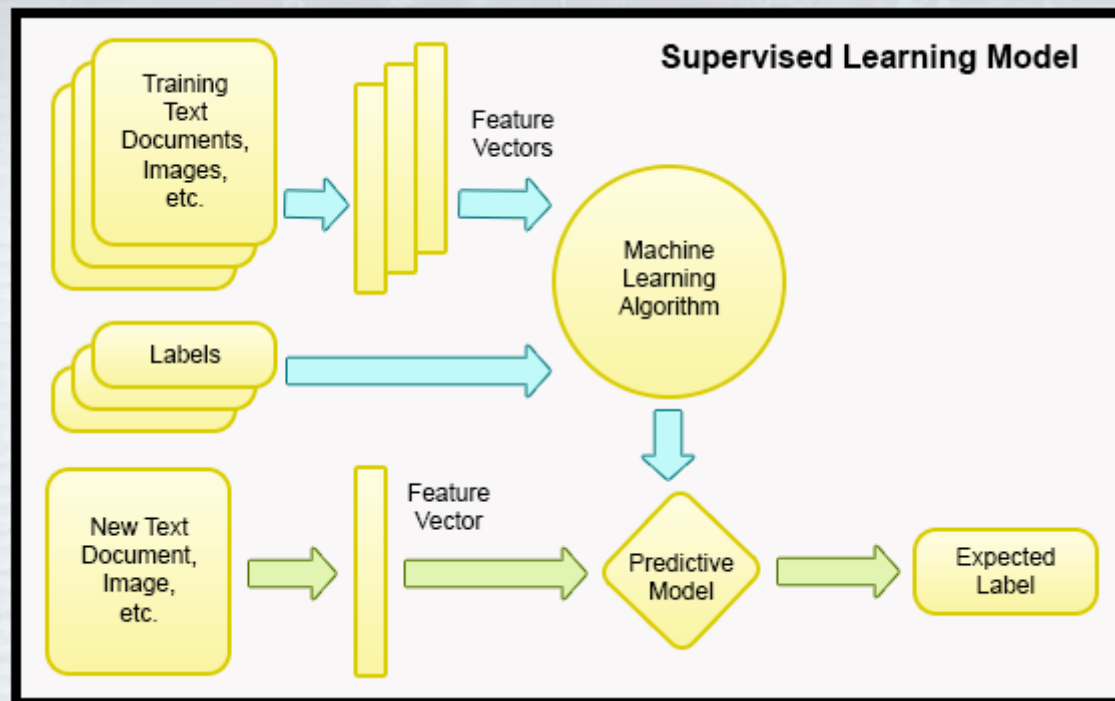 Supervised Learning Model
Training
Text
Documents,
Images,
etc.
Feature
Vectors
Machine
Learning
Algorithm
Labels
New Text
Document,
Image,
etc.
Feature
Vector
Predictive
Model
Expected
Label